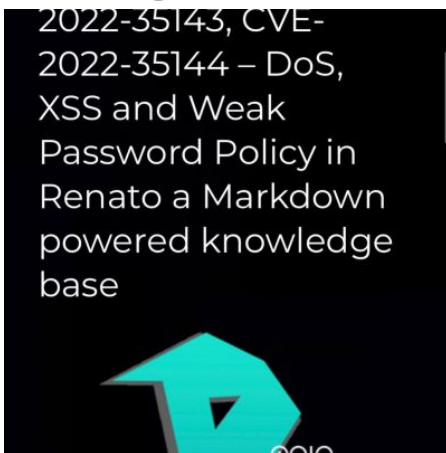 2022-35143, CVE-
2022-35144 – DoS,
XSS and Weak
Password Policy in
Renato a Markdown
powered knowledge
base